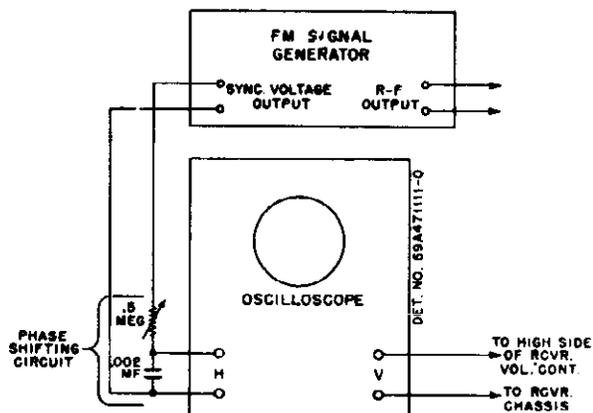 FM SIGNAL
GENERATOR
SYNC. VOLTAGE
OUTPUT
R-F
OUTPUT
DET. NO. 69A471111-0
OSCILLOSCOPE
.5
MEG
PHASE
SHIFTING
CIRCUIT
.002
MF
H
V
TO HIGH SIDE
OF RCVR.
VOL. CONT.
TO RCVR.
CHASSIS